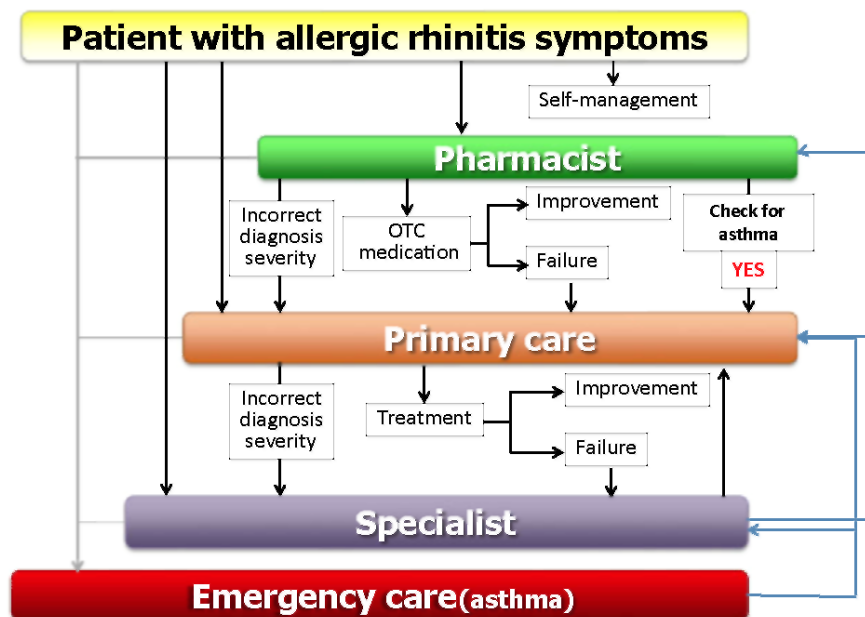 Patient with allergic rhinitis symptoms
Self-management
Pharmacist
Incorrect
diagnosis
severity
OTC
medication
Improvement
Failure
Check for
asthma
YES
Primary care
Incorrect
diagnosis
severity
Treatment
Improvement
Failure
Specialist
Emergency care(asthma)